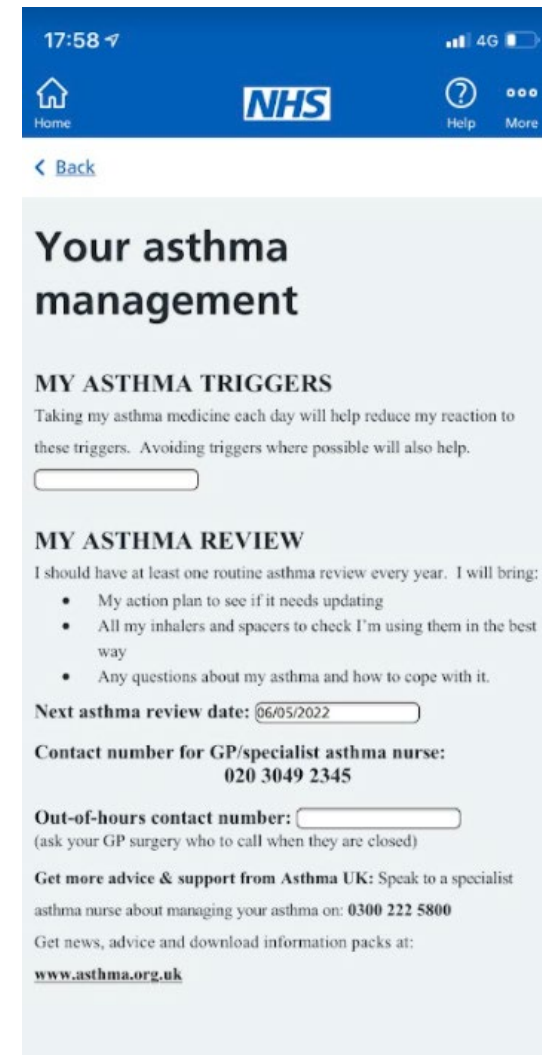 17:58
4G
Home
NHS
Help
More
Back
Your asthma
management
MY ASTHMA TRIGGERS
Taking my asthma medicine each day will help reduce my reaction to
these triggers. Avoiding triggers where possible will also help.
MY ASTHMA REVIEW
I should have at least one routine asthma review every year. I will bring:
• My action plan to see if it needs updating
• All my inhalers and spacers to check I'm using them in the best
way
• Any questions about my asthma and how to cope with it.
Next asthma review date: 06/05/2022
Contact number for GP/specialist asthma nurse:
020 3049 2345
Out-of-hours contact number:
(ask your GP surgery who to call when they are closed)
Get more advice & support from Asthma UK: Speak to a specialist
asthma nurse about managing your asthma on: 0300 222 5800
Get news, advice and download information packs at:
www.asthma.org.uk